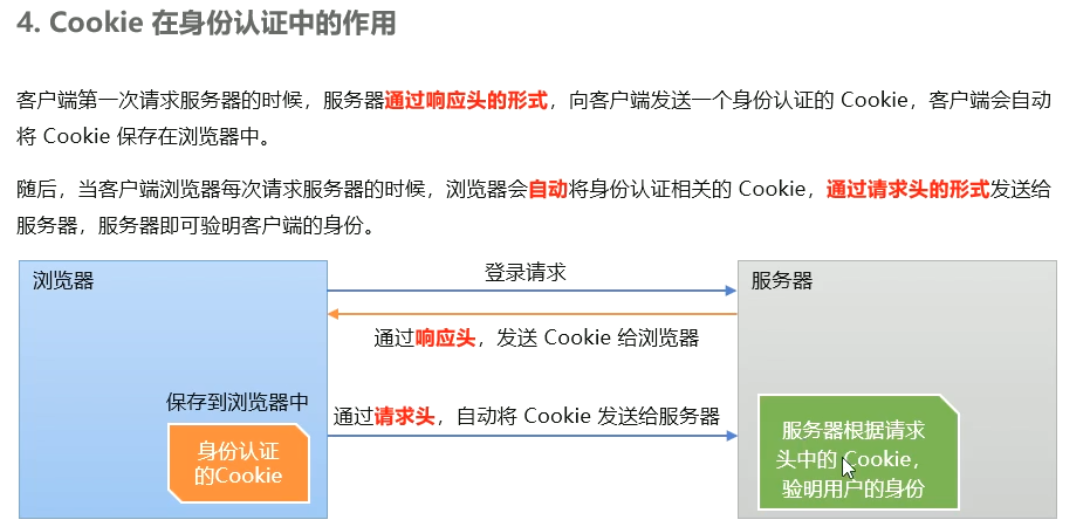 4. Cookie 在身份认证中的作用
客户端第一次请求服务器的时候，服务器通过响应头的形式，向客户端发送一个身份认证的 Cookie，客户端会自动
将 Cookie 保存在浏览器中。
随后，当客户端浏览器每次请求服务器的时候，浏览器会自动将身份认证相关的 Cookie，通过请求头的形式发送给
服务器，服务器即可验明客户端的身份。
浏览器
登录请求
服务器
通过响应头，发送 Cookie 给浏览器
保存到浏览器中
通过请求头，自动将 Cookie 发送给服务器
身份认证
的Cookie
服务器根据请求
头中的 Cookie，
验明用户的身份